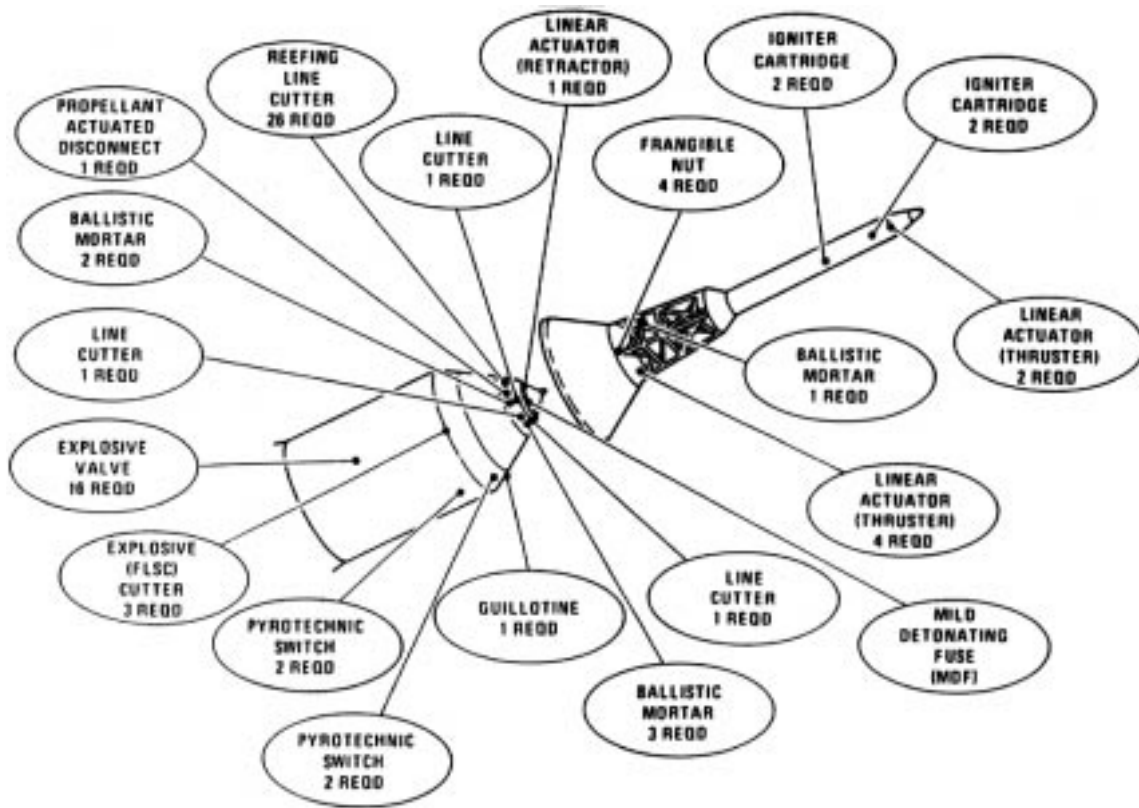 LINEAR
ACTUATOR
(RETRACTOR)
1 REQD
IGNITER
CARTRIDGE
2 REQD
IGNITER
CARTRIDGE
2 REQD
REEFING
LINE
CUTTER
26 REQD
PROPELLANT
ACTUATED
DISCONNECT
1 REQD
LINE
CUTTER
1 REQD
FRANGIBLE
NUT
4 REQD
BALLISTIC
MORTAR
2 REQD
LINE
CUTTER
1 REQD
BALLISTIC
MORTAR
1 REQD
LINEAR
ACTUATOR
(THRUSTER)
2 REQD
EXPLOSIVE
VALVE
16 REQD
LINEAR
ACTUATOR
(THRUSTER)
4 REQD
EXPLOSIVE
(FLSC)
CUTTER
3 REQD
PYROTECHNIC
SWITCH
2 REQD
GUILLOTINE
1 REQD
LINE
CUTTER
1 REQD
MILD
DETONATING
FUSE
(MDF)
BALLISTIC
MORTAR
3 REQD
PYROTECHNIC
SWITCH
2 REQD